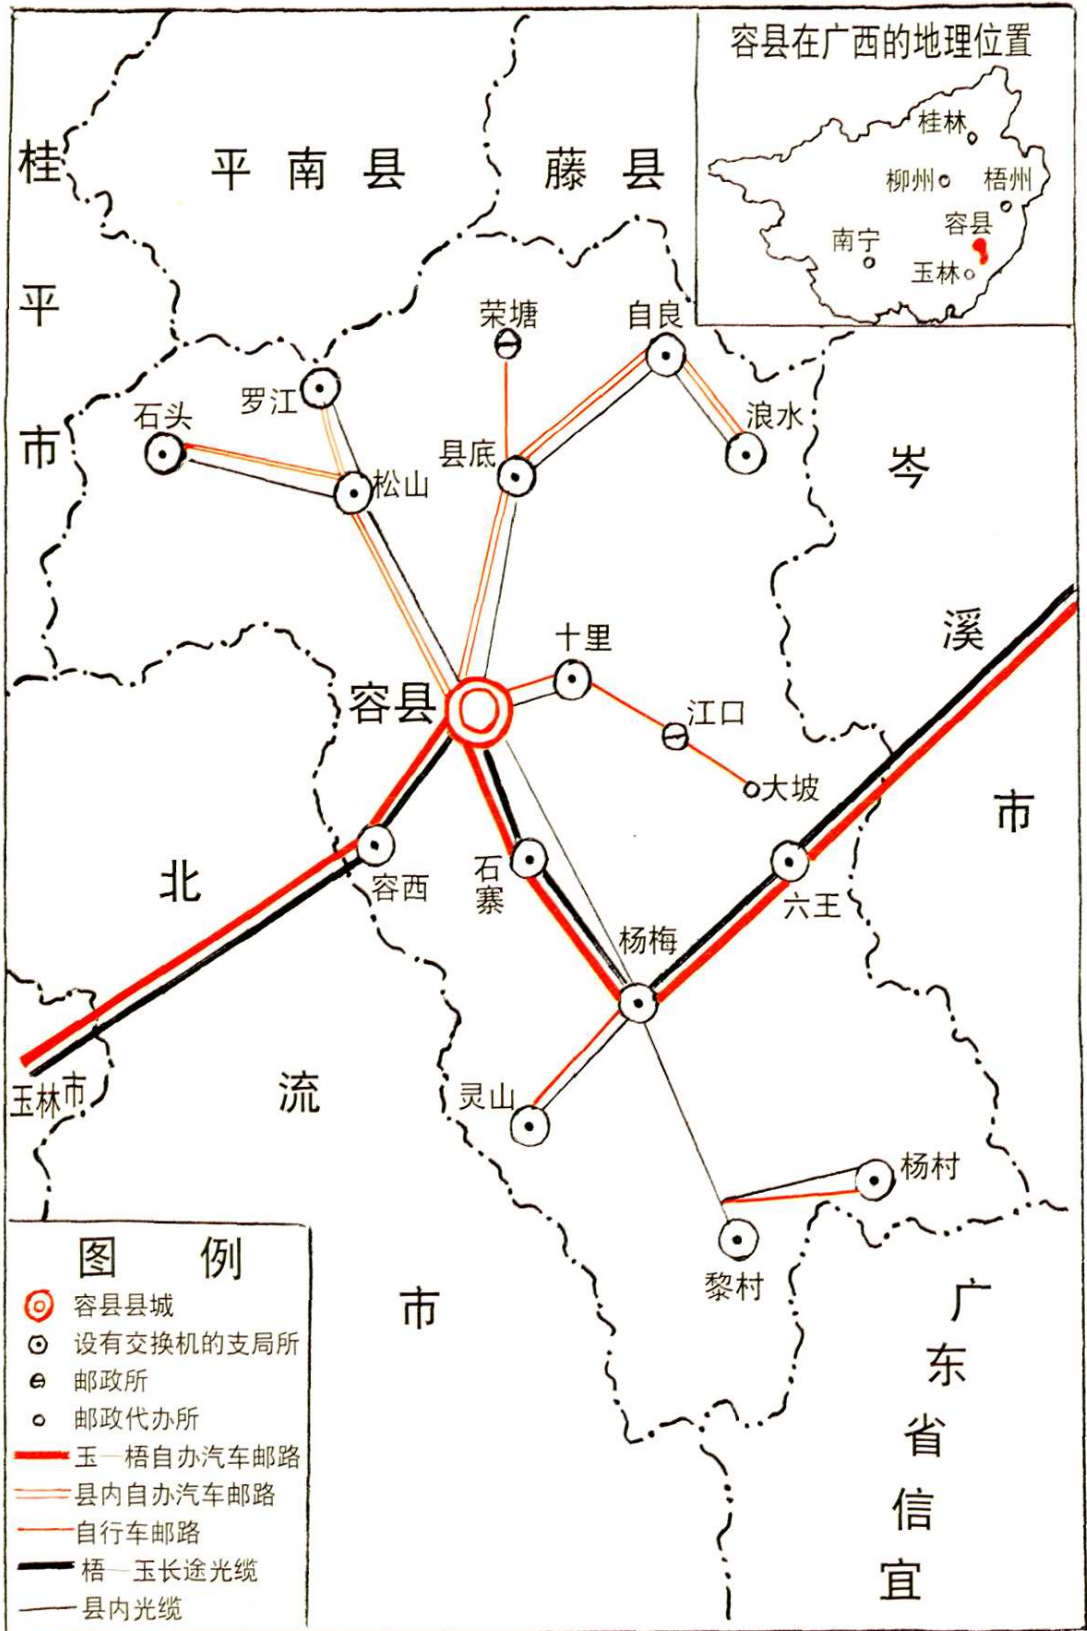 容县在广西的地理位置
桂林
柳州
梧州
容县
南宁
玉林
桂平市
平南县
藤县
荣塘
自良
罗江
石头
浪水
县底
松山
岑溪市
十里
容县
江口
大坡
石寨
容西
六王
杨梅
北流市
玉林市
灵山
杨村
黎村
广东省信宜
图 例
容县县城
设有交换机的支局所
邮政所
邮政代办所
玉—梧自办汽车邮路
县内自办汽车邮路
自行车邮路
梧—玉长途光缆
县内光缆